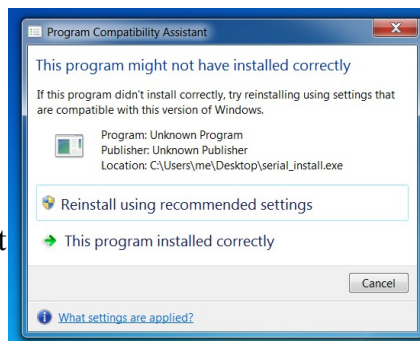 Program Compatibility Assistant
This program might not have installed correctly
If this program didn't install correctly, try reinstalling using settings that
are compatible with this version of Windows.
Program: Unknown Program
Publisher: Unknown Publisher
Location: C:\Users\me\Desktop\serial_install.exe
Reinstall using recommended settings
t
This program installed correctly
Cancel
What settings are applied?